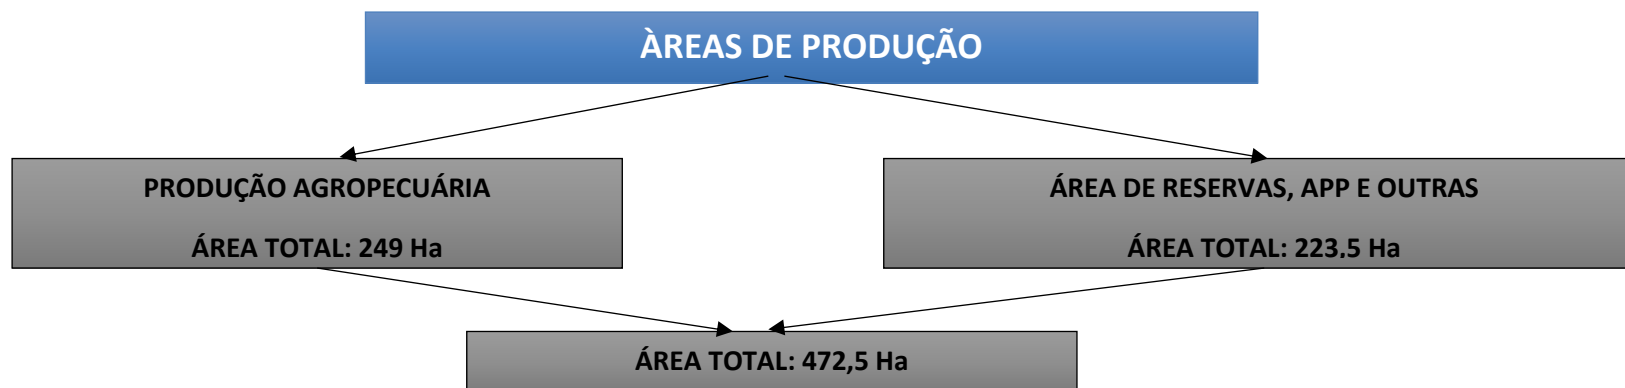 ÀREAS DE PRODUÇÃO
PRODUÇÃO AGROPECUÁRIA
ÁREA TOTAL: 249 Ha
ÁREA DE RESERVAS, APP E OUTRAS
ÁREA TOTAL: 223,5 Ha
ÁREA TOTAL: 472,5 Ha